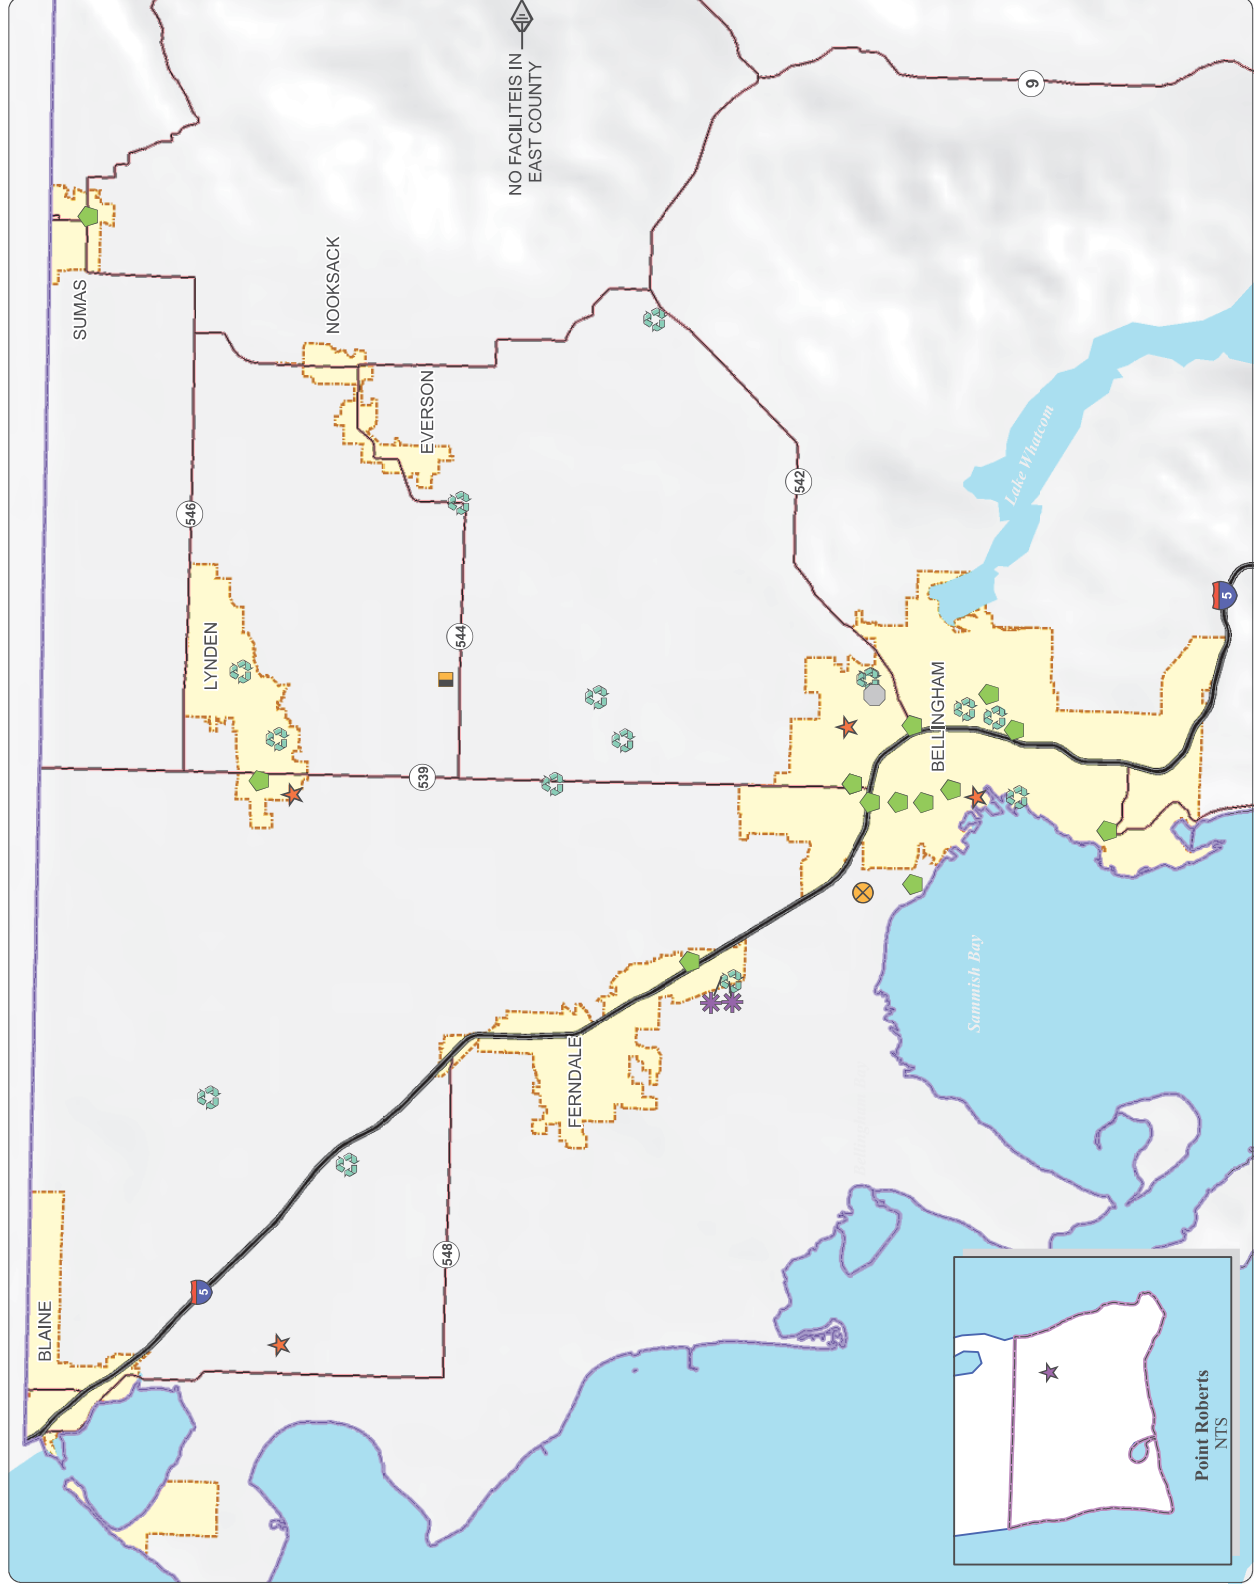 BLAINE
5
548
FERNDALE
SUMAS
546
NOOKSACK
EVERSON
LYNDEN
544
539
NO FACILITEIS IN
EAST COUNTY
9
542
Lake Whatcom
5
BELLINGHAM
Sammish Bay
Point Roberts
NTS